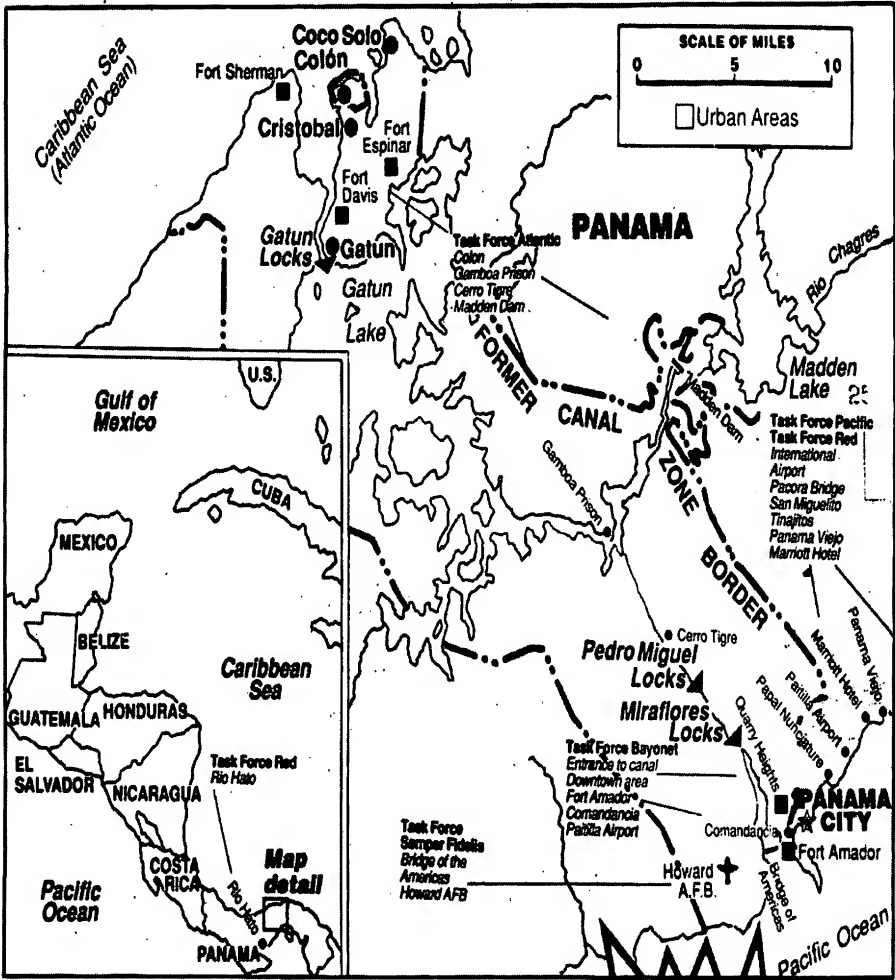 Caribbean Sea
(Atlantic Ocean)
Coco Solo
Colón
Fort Sherman
Cristobal
Fort
Espinar
Fort
Davis
Gatun
Locks
Gatun
Gatun
Lake
SCALE OF MILES
0 5 10
Urban Areas
PANAMA
Rio Chagres
Task Force Atlantic
Colon
Gamboa Prison
Cerro Tigre
Madden Dam
FORMER
CANAL
ZONE
BORDER
Madden Dam
Madden
Lake
25
Task Force Pacific
Task Force Red
International
Airport
Pacora Bridge
San Miguelito
Tinajitos
Panama Viejo
Marriott Hotel
Gamboa Prison
Cerro Tigre
Pedro Miguel
Locks
Miraflores
Locks
Panama Viejo
Marriott Hotel
Paitilla Airport
Papal Nunciature
Quarry Heights
Task Force Bayonet
Entrance to canal
Downtown area
Fort Amador
Comandancia
Paitilla Airport
PANAMA
CITY
Comandancia
Fort Amador
Task Force
Semper Fidelis
Bridge of the
Americas
Howard AFB
Howard
A.F.B.
Bridge of
Americas
Pacific Ocean
U.S.
Gulf of
Mexico
CUBA
MEXICO
BELIZE
Caribbean
Sea
GUATEMALA
HONDURAS
EL
SALVADOR
NICARAGUA
Task Force Red
Rio Hato
COSTA
RICA
Map
detail
Rio Hato
Pacific
Ocean
PANAMA